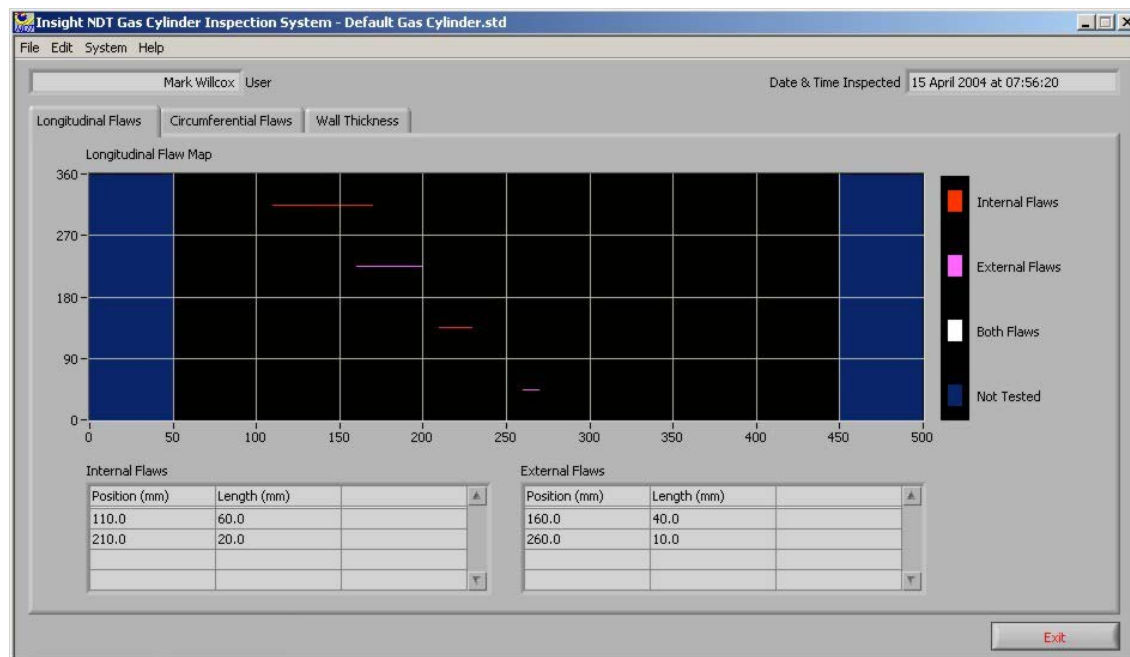 Insight NDT Gas Cylinder Inspection System - Default Gas Cylinder.std
File Edit System Help
Mark Willcox User Date & Time Inspected 15 April 2004 at 07:56:20
Longitudinal Flaws Circumferential Flaws Wall Thickness
Longitudinal Flaw Map
360
270
180
90
0
0 50 100 150 200 250 300 350 400 450 500
Internal Flaws
External Flaws
Both Flaws
Not Tested
Internal Flaws
Position (mm) Length (mm)
110.0 60.0
210.0 20.0
External Flaws
Position (mm) Length (mm)
160.0 40.0
260.0 10.0
Exit